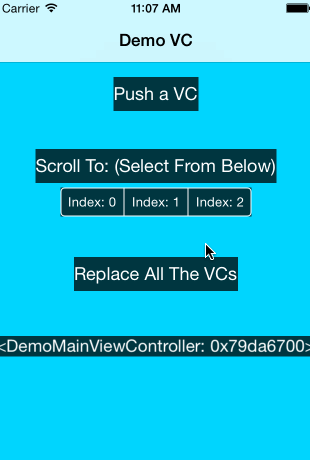 Carrier 11:07 AM
Demo VC
Push a VC
Scroll To: (Select From Below)
Index: 0 Index: 1 Index: 2
Replace All The VCs
<DemoMainViewController: 0x79da6700>